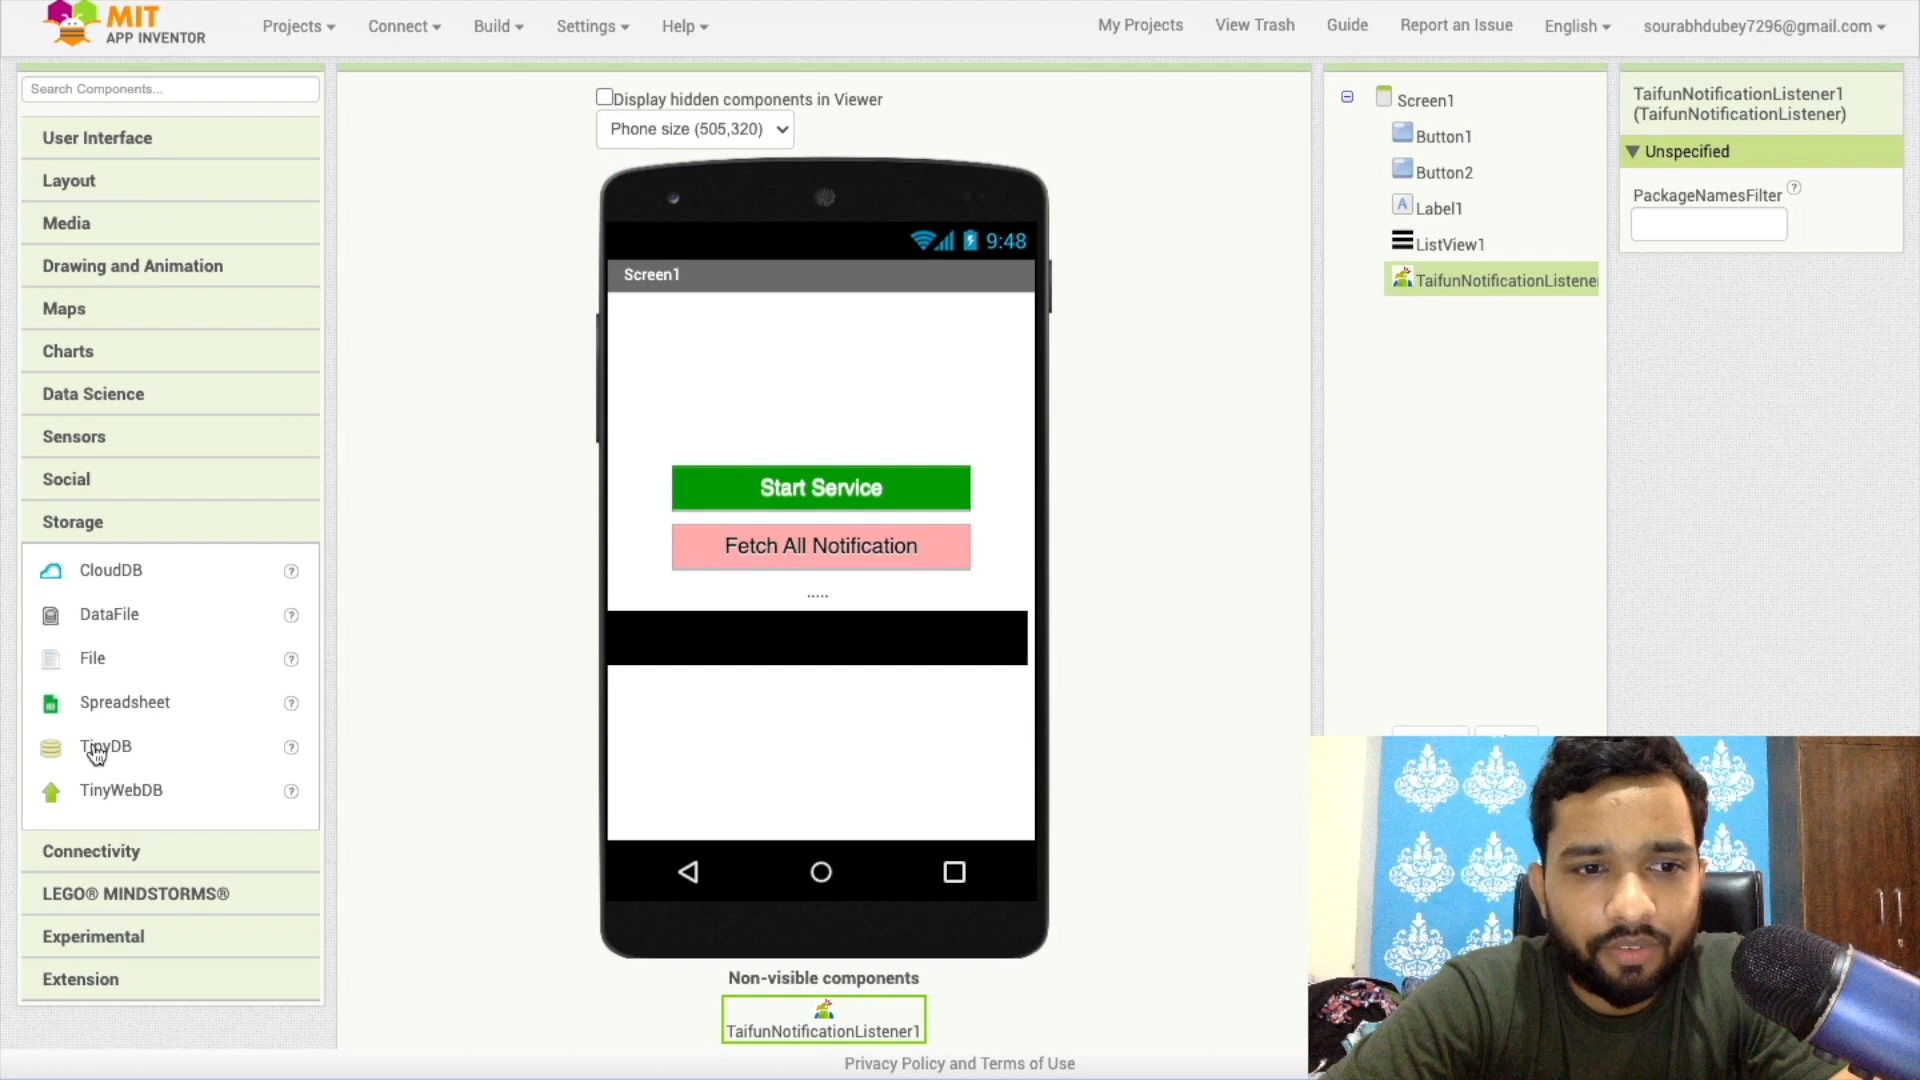 MIT
APP INVENTOR
Projects
Connect
Build
Settings
Help
My Projects
View Trash
Guide
Report an Issue
English
sourabhdubey7296@gmail.com
Search Components...
User Interface
Layout
Media
Drawing and Animation
Maps
Charts
Data Science
Sensors
Social
Storage
CloudDB
?
DataFile
?
File
?
Spreadsheet
?
TinyDB
?
TinyWebDB
?
Connectivity
LEGO® MINDSTORMS®
Experimental
Extension
Display hidden components in Viewer
Phone size (505,320)
9:48
Screen1
Start Service
Fetch All Notification
.....
Non-visible components
TaifunNotificationListener1
Privacy Policy and Terms of Use
Screen1
Button1
Button2
A Label1
ListView1
TaifunNotificationListene
TaifunNotificationListener1
(TaifunNotificationListener)
Unspecified
PackageNamesFilter ?